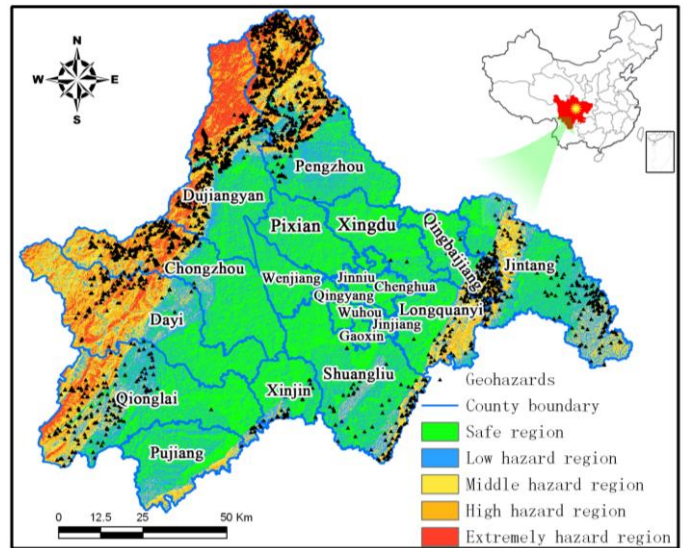 N
W E
S
Pengzhou
Dujiangyan
Pixian
Xingdu
Qingbaijiang
Jintang
Chongzhou
Wenjiang
Jinniu
Chenghua
Qingyang
Wuhou
Longquanyi
Jinjiang
Gaoxin
Dayi
Shuangliu
Qionglai
Xinjin
Pujiang
0 12.5 25 50 Km
Geohazards
County boundary
Safe region
Low hazard region
Middle hazard region
High hazard region
Extremely hazard region